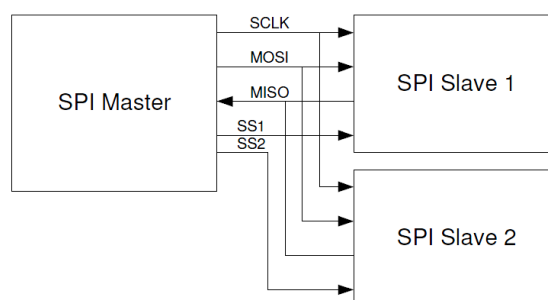 SCLK
MOSI
SPI Master
MISO
SS1
SS2
SPI Slave 1
SPI Slave 2